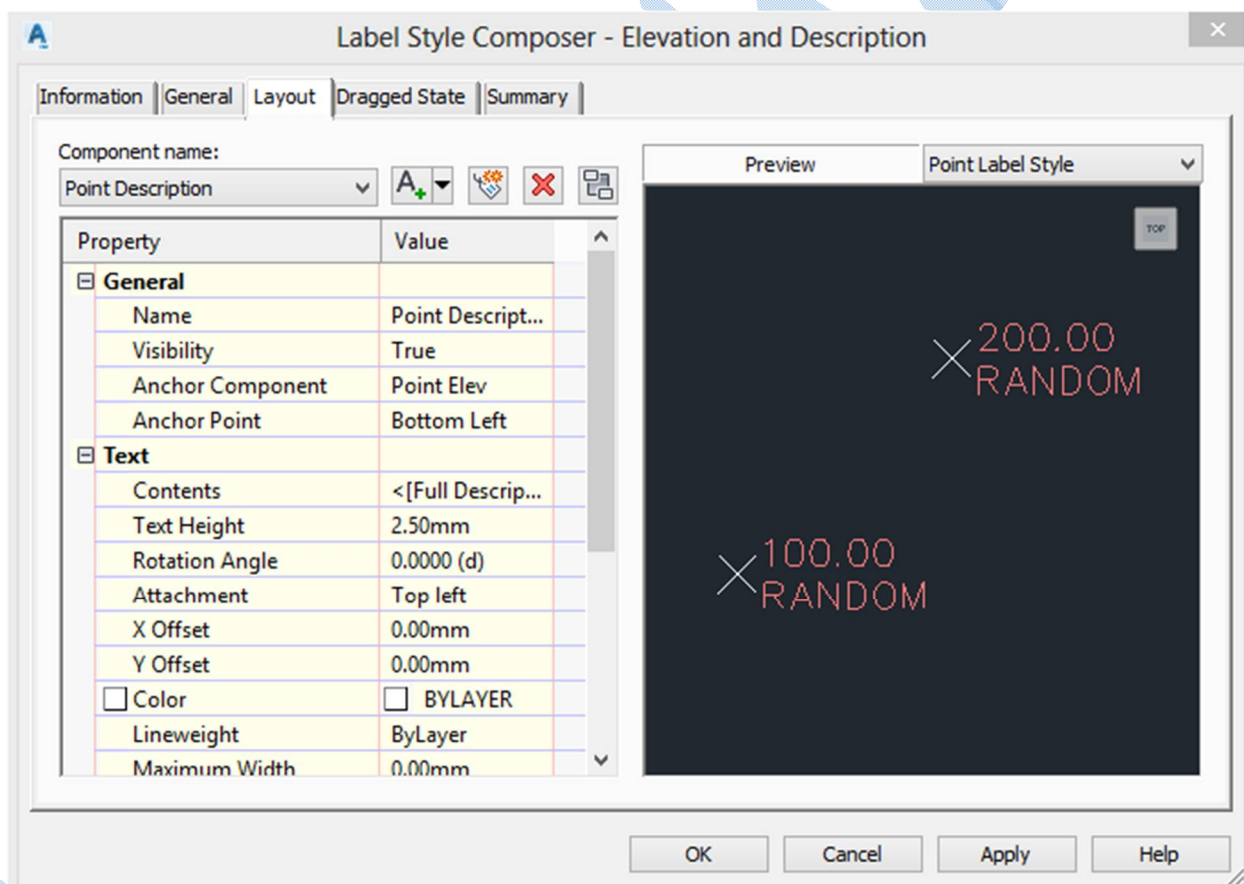 Label Style Composer - Elevation and Description
Information General Layout Dragged State Summary
Component name:
Point Description
Preview Point Label Style
Property Value
General
Name Point Descript...
Visibility True
Anchor Component Point Elev
Anchor Point Bottom Left
Text
Contents <[Full Descrip...
Text Height 2.50mm
Rotation Angle 0.0000 (d)
Attachment Top left
X Offset 0.00mm
Y Offset 0.00mm
Color BYLAYER
Lineweight ByLayer
Maximum Width 0.00mm
TOP
200.00
RANDOM
100.00
RANDOM
OK Cancel Apply Help